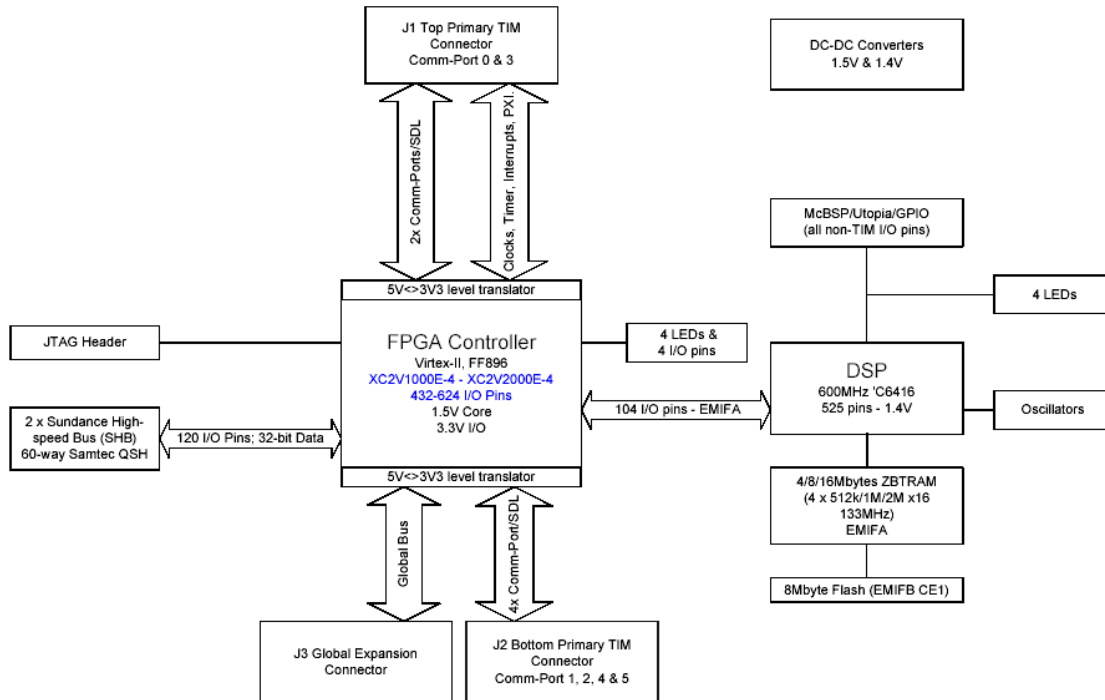 J1 Top Primary TIM
Connector
Comm-Port 0 & 3
DC-DC Converters
1.5V & 1.4V
2x Comm-Ports/SDL
Clocks, Timer, Interrupts, PXI.
McBSP/Utopia/GPIO
(all non-TIM I/O pins)
4 LEDs
5V<>3V3 level translator
JTAG Header
FPGA Controller
Virtex-II, FF896
XC2V1000E-4 - XC2V2000E-4
432-624 I/O Pins
1.5V Core
3.3V I/O
4 LEDs &
4 I/O pins
104 I/O pins - EMIFA
DSP
600MHz 'C6416
525 pins - 1.4V
Oscillators
2 x Sundance High-
speed Bus (SHB)
60-way Samtec QSH
120 I/O Pins; 32-bit Data
5V<>3V3 level translator
4/8/16Mbytes ZBTRAM
(4 x 512k/1M/2M x16
133MHz)
EMIFA
8Mbyte Flash (EMIFB CE1)
Global Bus
4x Comm-Port/SDL
J3 Global Expansion
Connector
J2 Bottom Primary TIM
Connector
Comm-Port 1, 2, 4 & 5